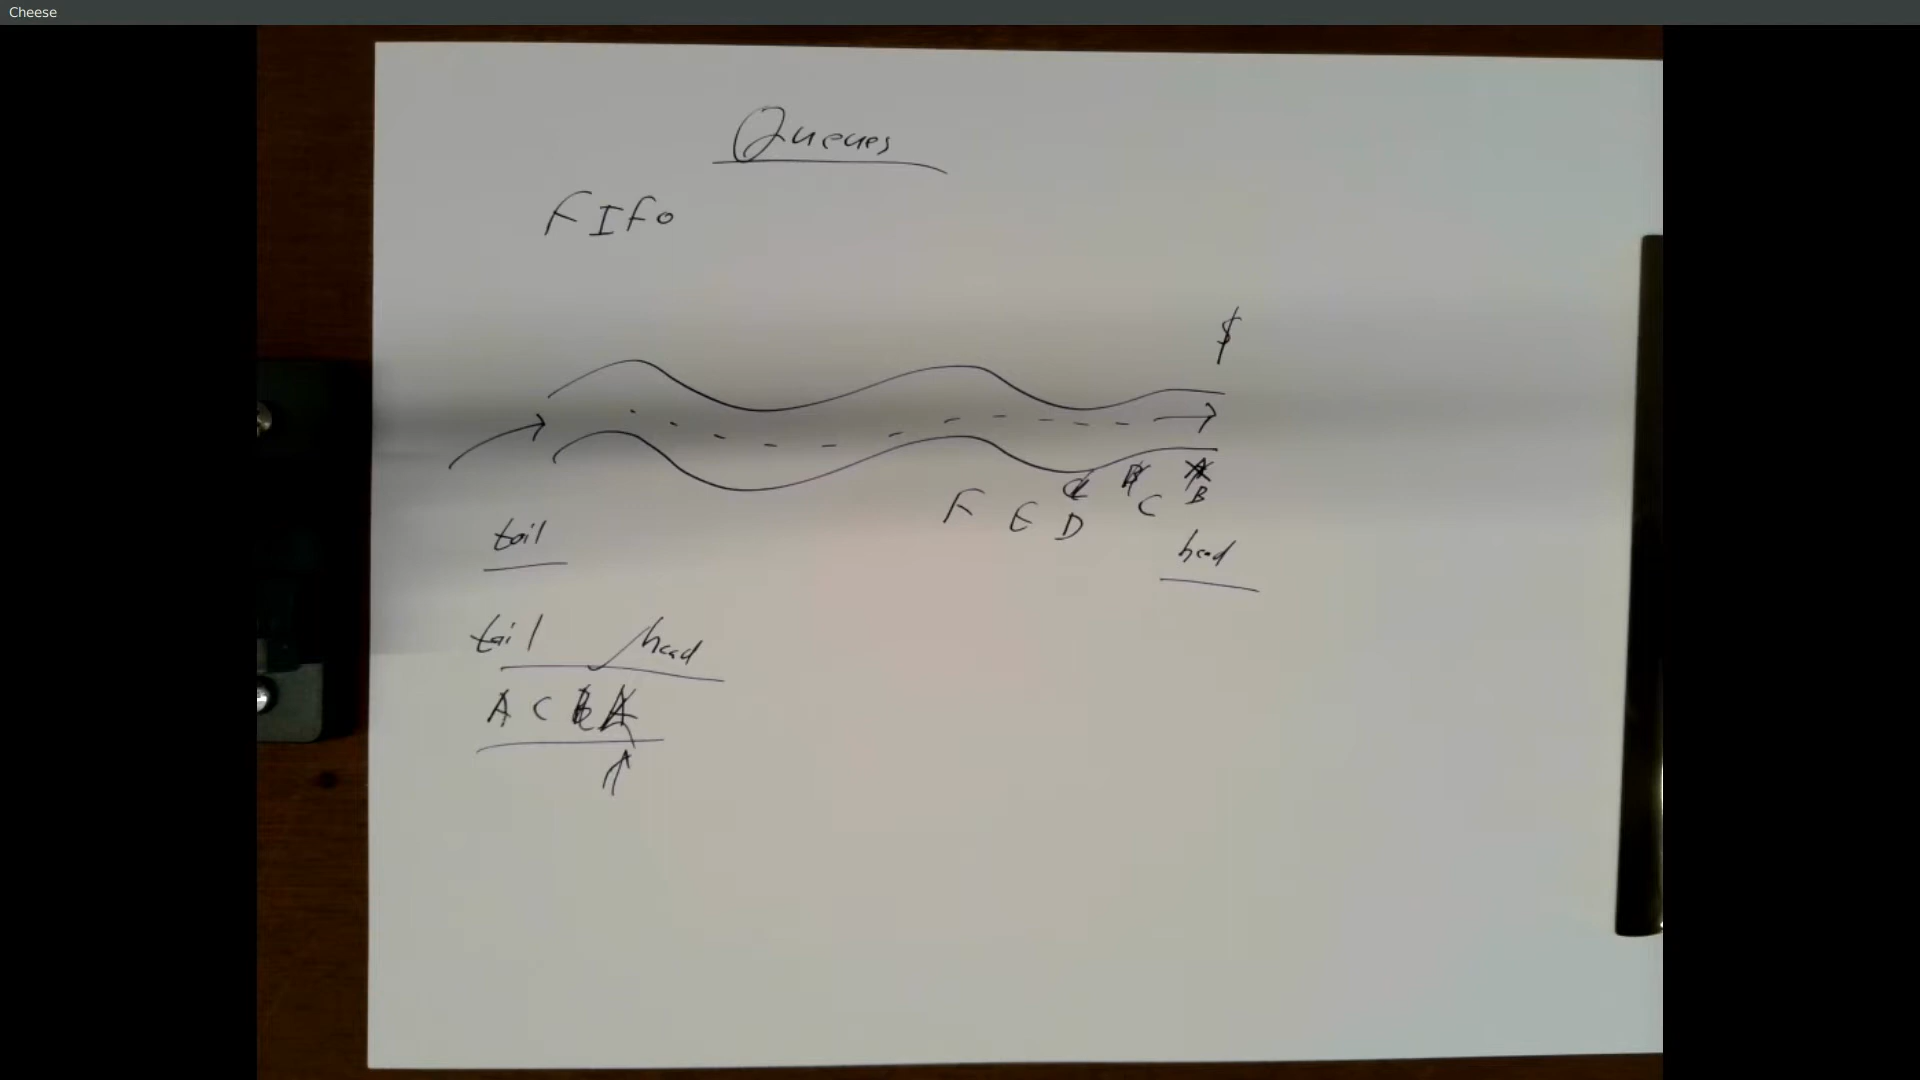 Cheese
Queues
FIFO
$
A
B
C
B
F E D C
tail
head
tail head
A C B A